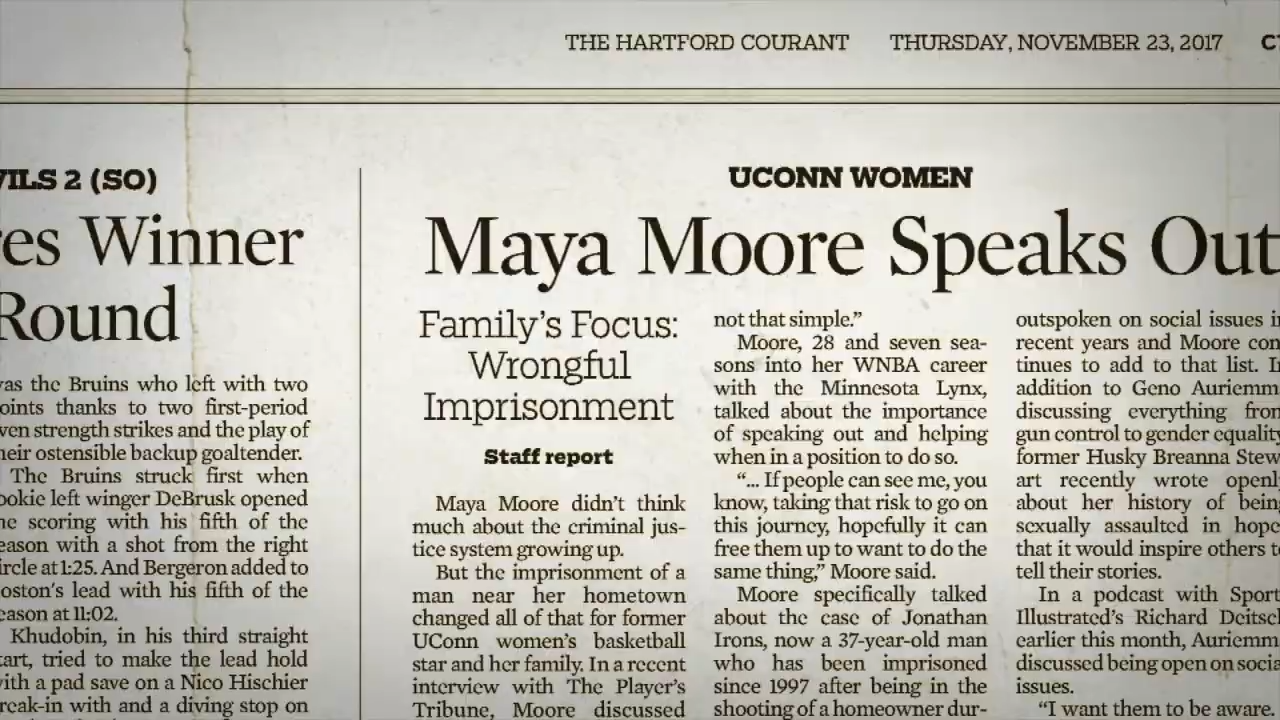 THE HARTFORD COURANT THURSDAY, NOVEMBER 23, 2017
2 (SO)
Winner
Round
was the Bruins who left with two
points thanks to two first-period
even strength strikes and the play of
their ostensible backup goaltender.
The Bruins struck first when
rookie left winger DeBrusk opened
the scoring with his fifth of the
season with a shot from the right
circle at 1:25. And Bergeron added to
Boston's lead with his fifth of the
season at 11:02.
Khudobin, in his third straight
start, tried to make the lead hold
with a pad save on a Nico Hischier
break-in with and a diving stop on
UCONN WOMEN
Maya Moore Speaks Out
Family's Focus:
Wrongful
Imprisonment
Staff report
Maya Moore didn't think
much about the criminal jus-
tice system growing up.
But the imprisonment of a
man near her hometown
changed all of that for former
UConn women's basketball
star and her family. In a recent
interview with The Player's
Tribune, Moore discussed
not that simple."
Moore, 28 and seven sea-
sons into her WNBA career
with the Minnesota Lynx,
talked about the importance
of speaking out and helping
when in a position to do so.
"... If people can see me, you
know, taking that risk to go on
this journey, hopefully it can
free them up to want to do the
same thing," Moore said.
Moore specifically talked
about the case of Jonathan
Irons, now a 37-year-old man
who has been imprisoned
since 1997 after being in the
shooting of a homeowner dur-
outspoken on social issues in
recent years and Moore con
tinues to add to that list. In
addition to Geno Auriemm
discussing everything from
gun control to gender equality
former Husky Breanna Stew
art recently wrote openly
about her history of being
sexually assaulted in hope
that it would inspire others to
tell their stories.
In a podcast with Sport
Illustrated's Richard Deitsc
earlier this month, Auriemm
discussed being open on socia
issues.
"I want them to be aware.